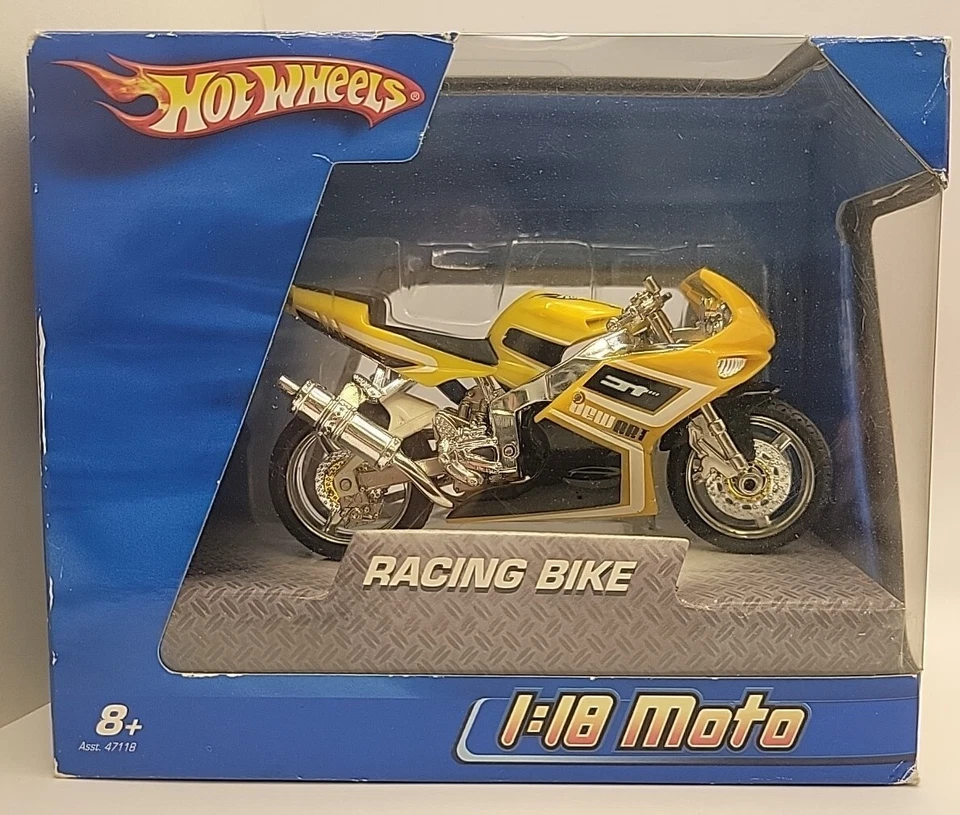 HOT WHEELS®
RACING BIKE
8+
Asst. 47118
1:18 Moto